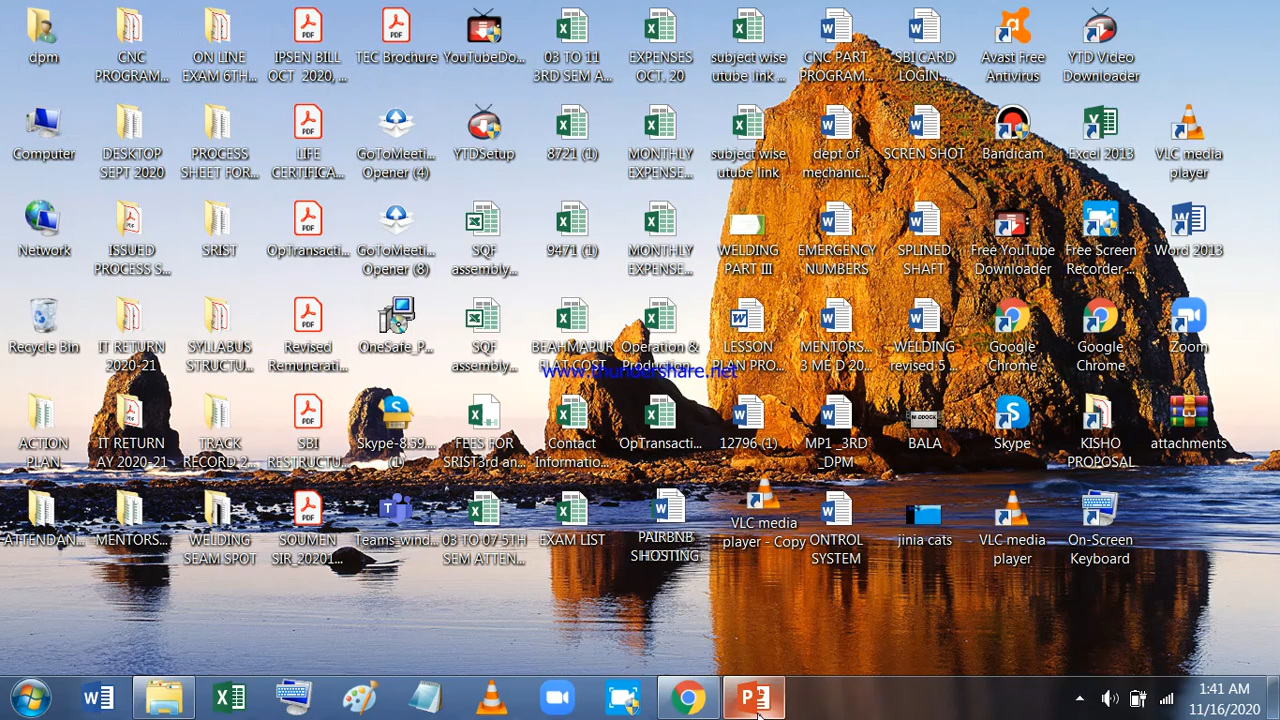 dpm
CNC
PROGRAM...
ON LINE
EXAM 6TH...
IPSEN BILL
OCT 2020, ...
TEC Brochure
YouTubeDo...
03 TO 11
3RD SEM A...
EXPENSES
OCT, 20
subject wise
utube link ...
CNC PART
PROGRAM...
SBI CARD
LOGIN-...
Avast Free
Antivirus
YTD Video
Downloader
Computer
DESKTOP
SEPT 2020
PROCESS
SHEET FOR...
LIFE
CERTIFICA...
GoToMeeti...
Opener (4)
YTDSetup
8721 (1)
MONTHLY
EXPENSE...
subject wise
utube link
dept of
mechanic...
SCREN SHOT
Bandicam
Excel 2013
VLC media
player
Network
ISSUED
PROCESS S...
SRIST
OpTransacti...
GoToMeeti...
Opener (8)
SQF
assembly...
9471 (1)
MONTHLY
EXPENSE...
WELDING
PART III
EMERGENCY
NUMBERS
SPLINED
SHAFT
Free YouTube
Downloader
Free Screen
Recorder-...
Word 2013
Recycle Bin
IT RETURN
2020-21
SYLLABUS
STRUCTU...
Revised
Remunerati...
OneSafe_P...
SQF
assembly...
BEAHMAPUR
FLAT COST
Operation &
Production...
LESSON
PLAN PRO...
MENTORS...
3 ME D 20...
WELDING
revised 5 ...
Google
Chrome
Google
Chrome
Zoom
www.thundershare.net
ACTION
PLAN
IT RETURN
AY 2020-21
TRACK
RECORD 2...
SBI
RESTRUCTU...
Skype-8.59....
(1)
FEES FOR
SRIST3rd an...
Contact
Informatio...
OpTransacti...
12796 (1)
MP1_3RD
_DPM
BALA
Skype
KISHO
PROPOSAL
attachments
ATTENDAN...
MENTORS...
WELDING
SEAM SPOT
SOUMEN
SIR_20201...
Teams_wind...
03 TO 07 5TH
SEM ATTEN...
EXAM LIST
PAIRBNB
SHOSTING
VLC media
player - Copy
ONTROL
SYSTEM
jinia cats
VLC media
player
On-Screen
Keyboard
1:41 AM
11/16/2020